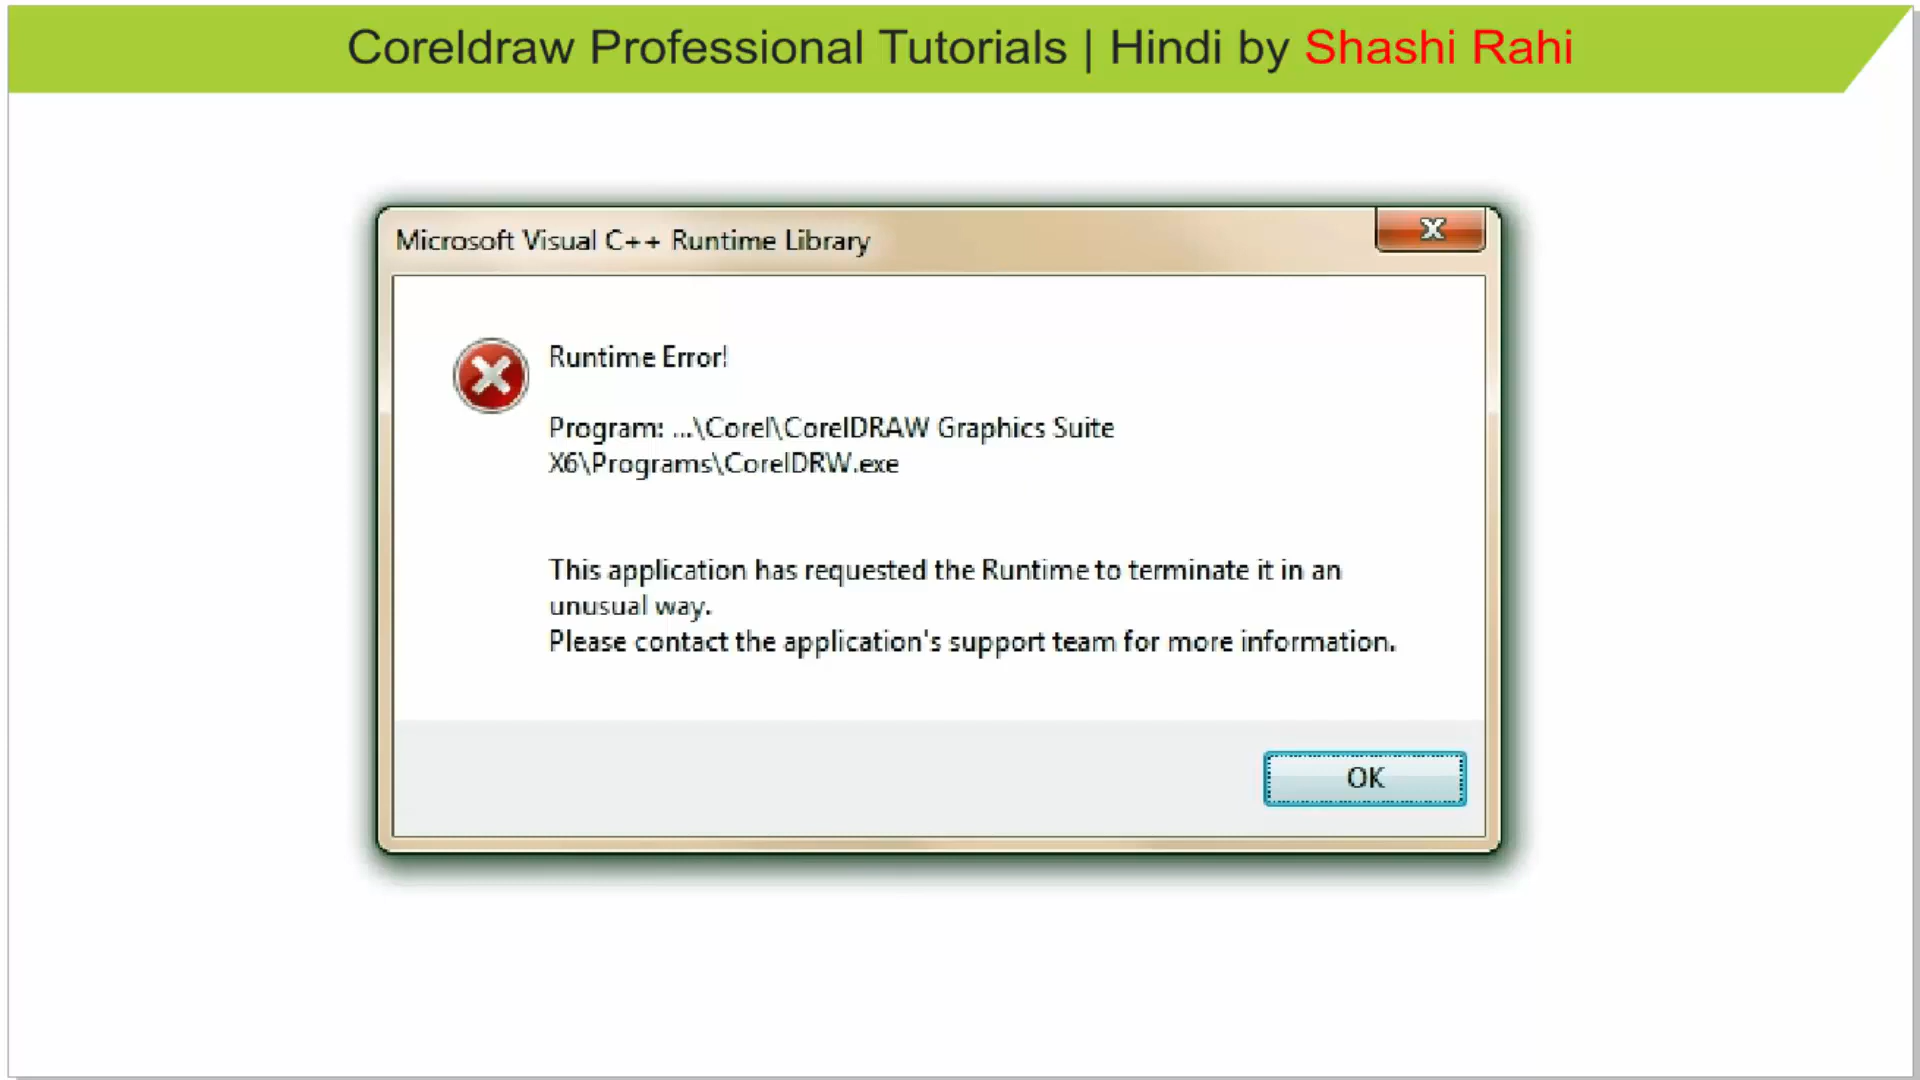 Coreldraw Professional Tutorials | Hindi by Shashi Rahi
Microsoft Visual C++ Runtime Library
X
Runtime Error!
Program: ...\Corel\CorelDRAW Graphics Suite
X6\Programs\CorelDRW.exe
This application has requested the Runtime to terminate it in an
unusual way.
Please contact the application's support team for more information.
OK